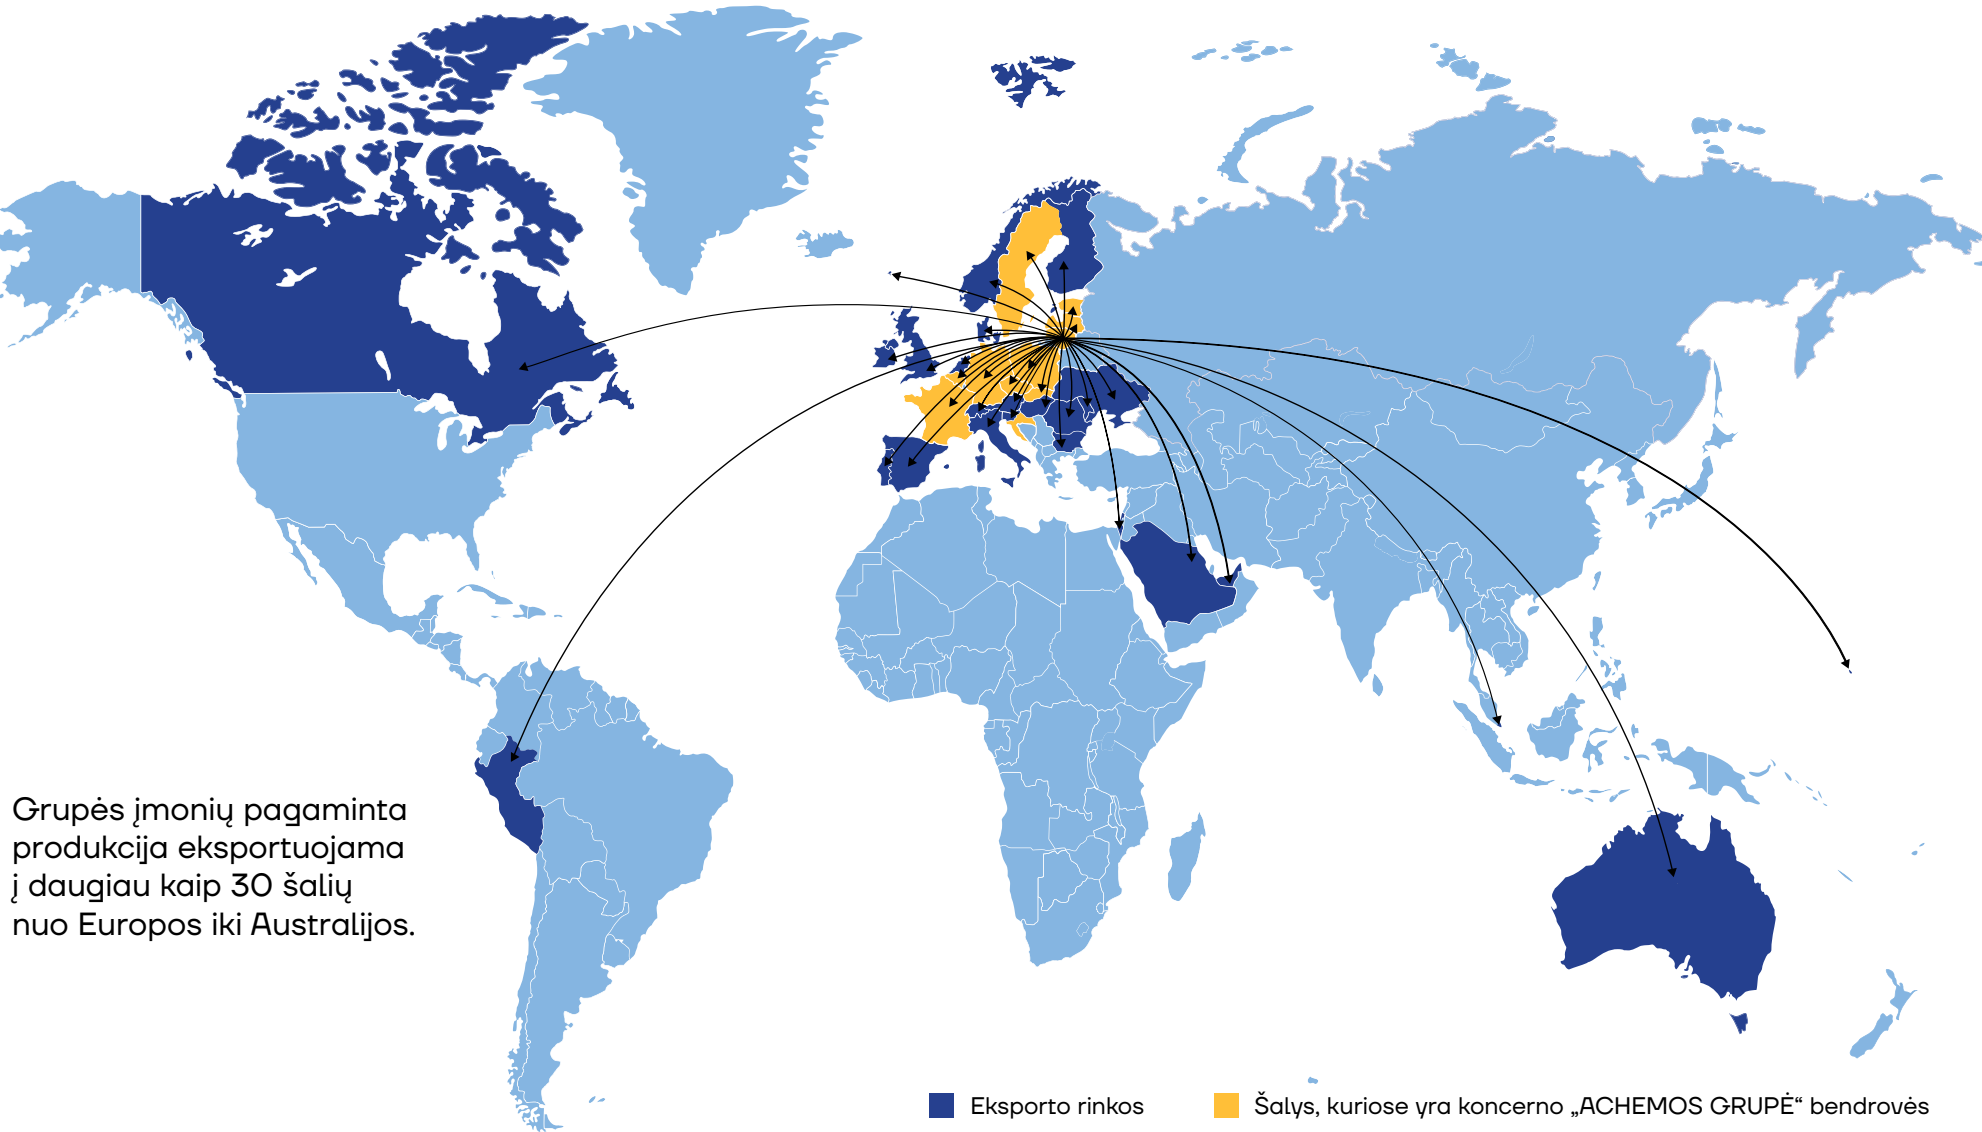 Grupės įmonių pagaminta
produkcija eksportuojama
į daugiau kaip 30 šalių
nuo Europos iki Australijos.
Eksporto rinkos
Šalys, kuriose yra koncerno „ACHEMOS GRUPĖ“ bendrovės